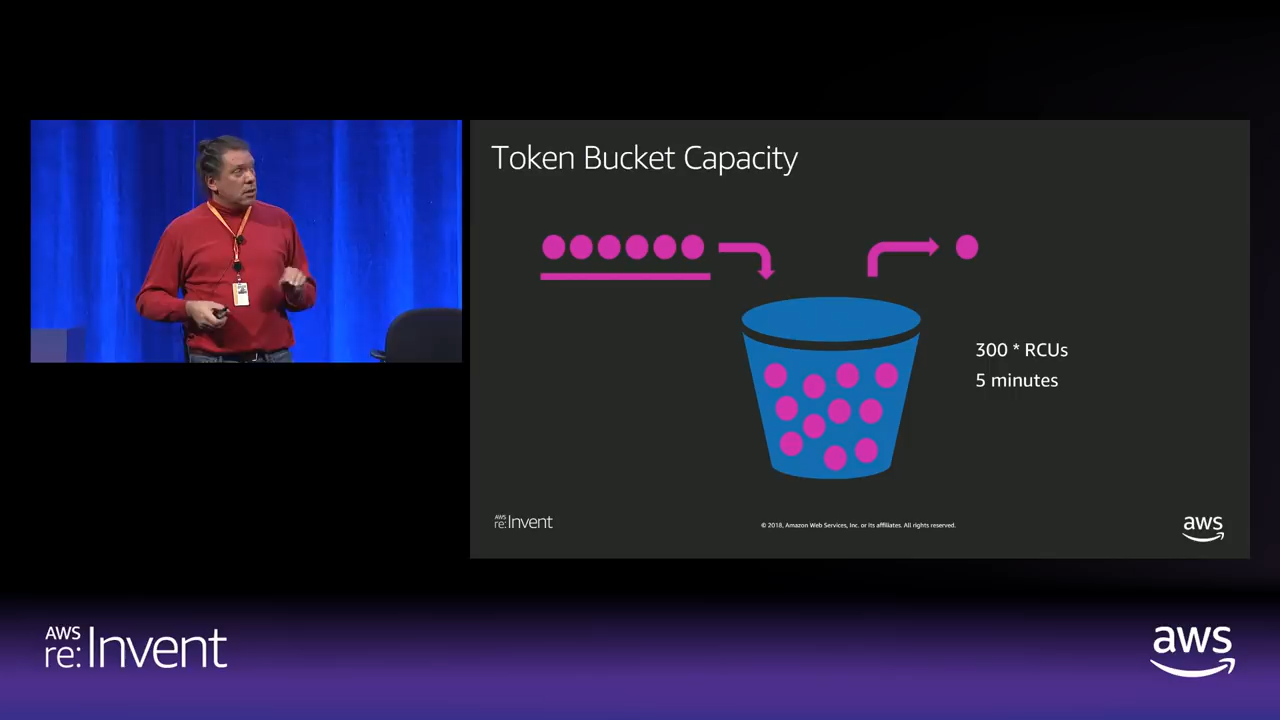 Token Bucket Capacity
300 * RCUs
5 minutes
AWS
re:Invent
© 2018, Amazon Web Services, Inc. or its affiliates. All rights reserved.
aws
AWS
re:Invent
aws